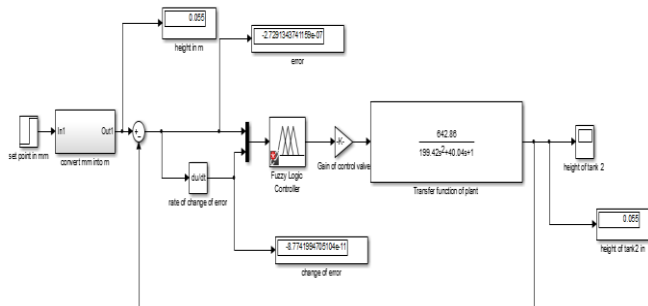 0.055
height in m
-2.7291343741159e-07
error
In1
Out1
set point in mm
convert mm into m
+
-
du/dt
rate of change of error
Fuzzy Logic
Controller
-K-
Gain of control valve
642.86
199.42s²+40.04s+1
Transfer function of plant
height of tank 2
0.055
height of tank2 in
-8.7741994708104e-11
change of error